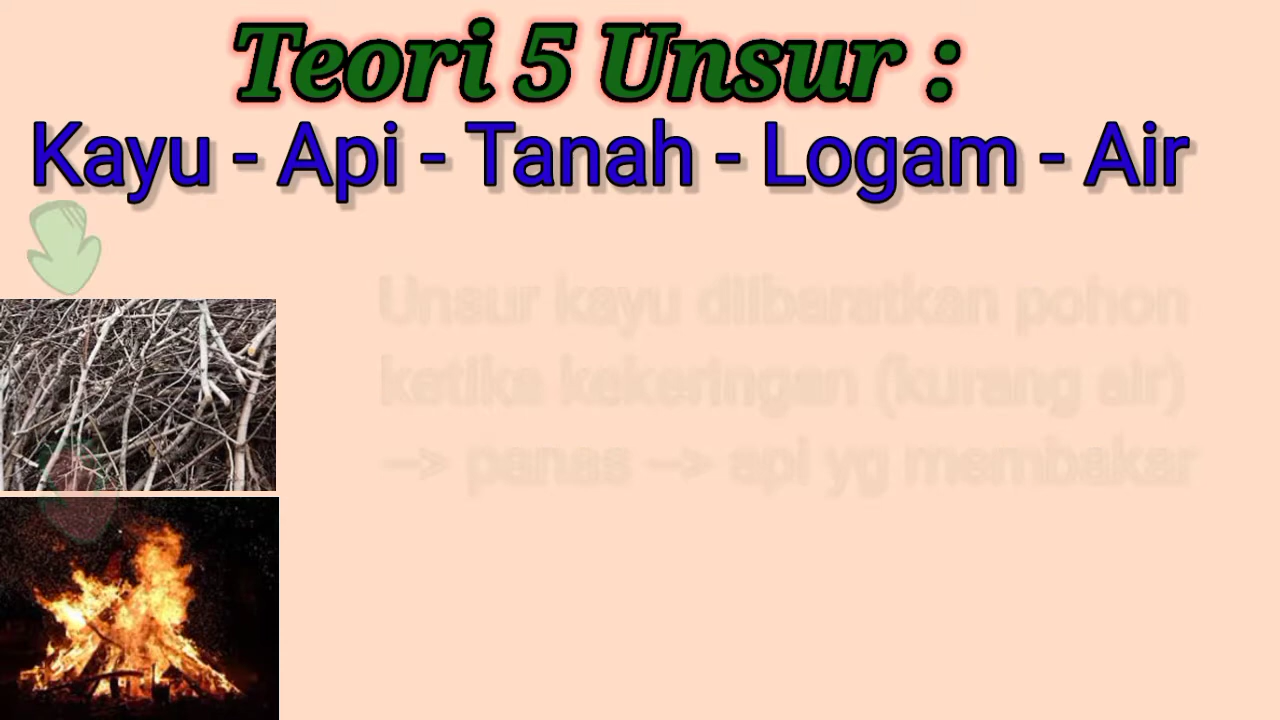 Teori 5 Unsur :
Kayu - Api - Tanah - Logam - Air
Unsur kayu diibaratkan pohon
ketika kekeringan (kurang air)
--> panas --> api yg membakar